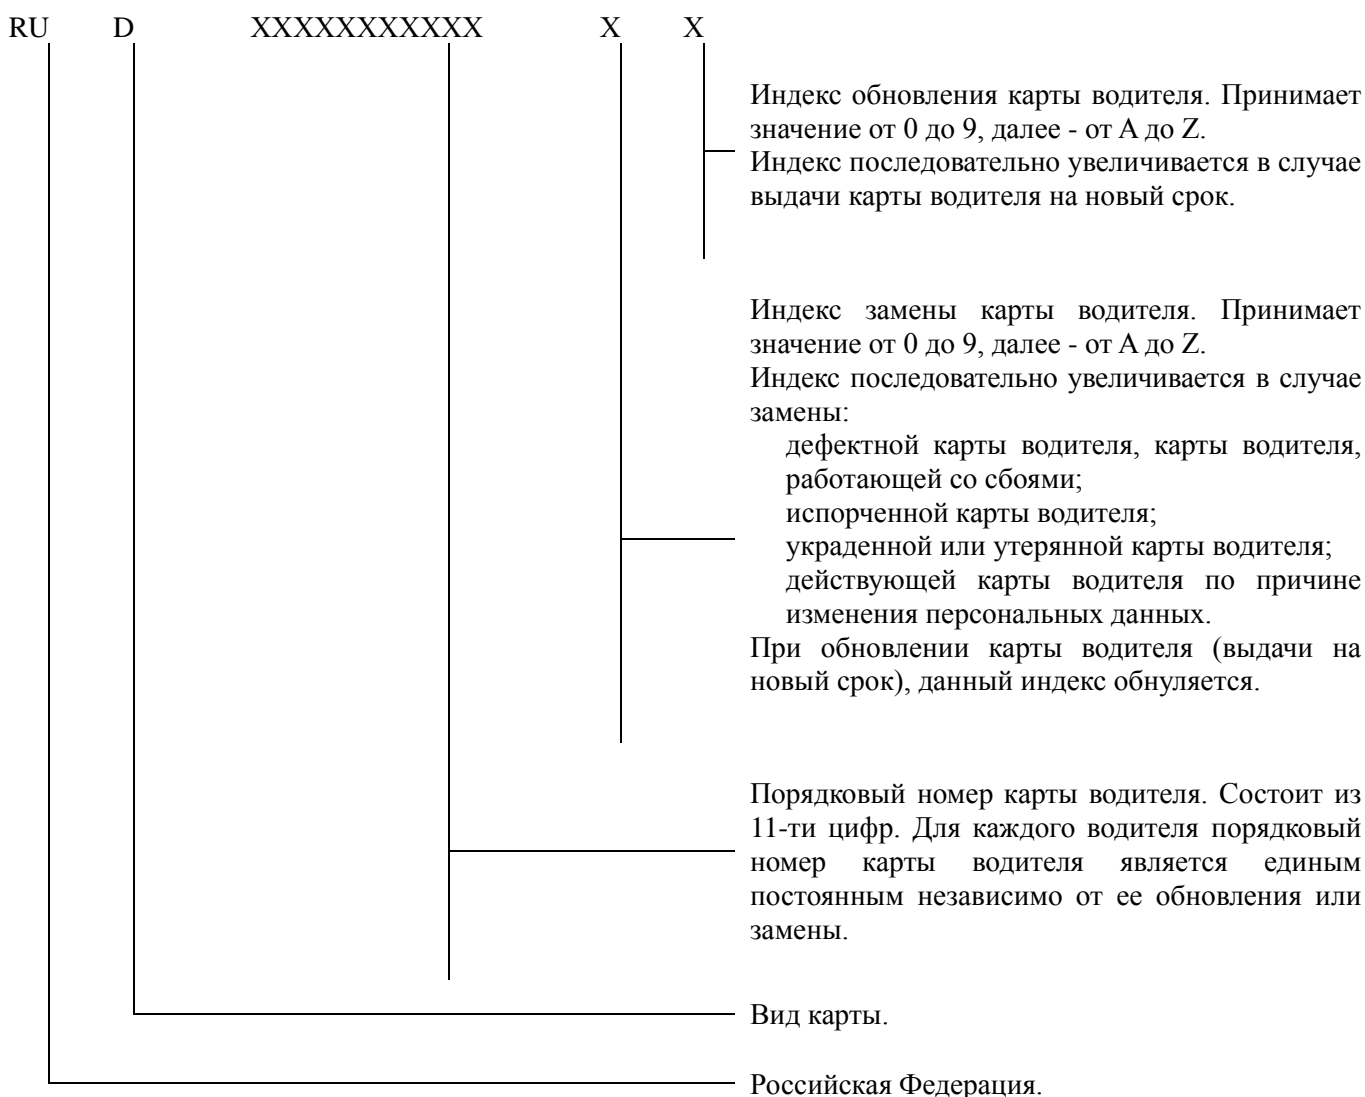 RU D XXXXXXXXXXX X X
Индекс обновления карты водителя. Принимает
значение от 0 до 9, далее - от A до Z.
Индекс последовательно увеличивается в случае
выдачи карты водителя на новый срок.
Индекс замены карты водителя. Принимает
значение от 0 до 9, далее - от A до Z.
Индекс последовательно увеличивается в случае
замены:
дефектной карты водителя, карты водителя,
работающей со сбоями;
испорченной карты водителя;
украденной или утерянной карты водителя;
действующей карты водителя по причине
изменения персональных данных.
При обновлении карты водителя (выдачи на
новый срок), данный индекс обнуляется.
Порядковый номер карты водителя. Состоит из
11-ти цифр. Для каждого водителя порядковый
номер карты водителя является единым
постоянным независимо от ее обновления или
замены.
Вид карты.
Российская Федерация.